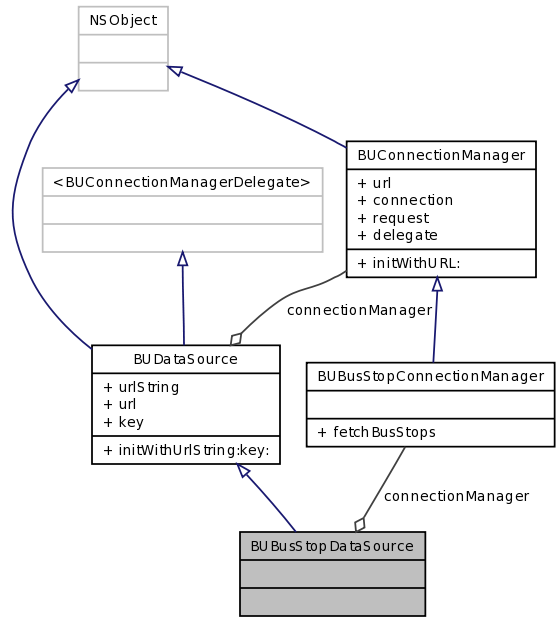 NSObject
BUConnectionManager
+ url
+ connection
+ request
+ delegate
+ initWithURL:
<BUConnectionManagerDelegate>
connectionManager
BUDataSource
+ urlString
+ url
+ key
+ initWithUrlString:key:
BUBusStopConnectionManager
+ fetchBusStops
connectionManager
BUBusStopDataSource